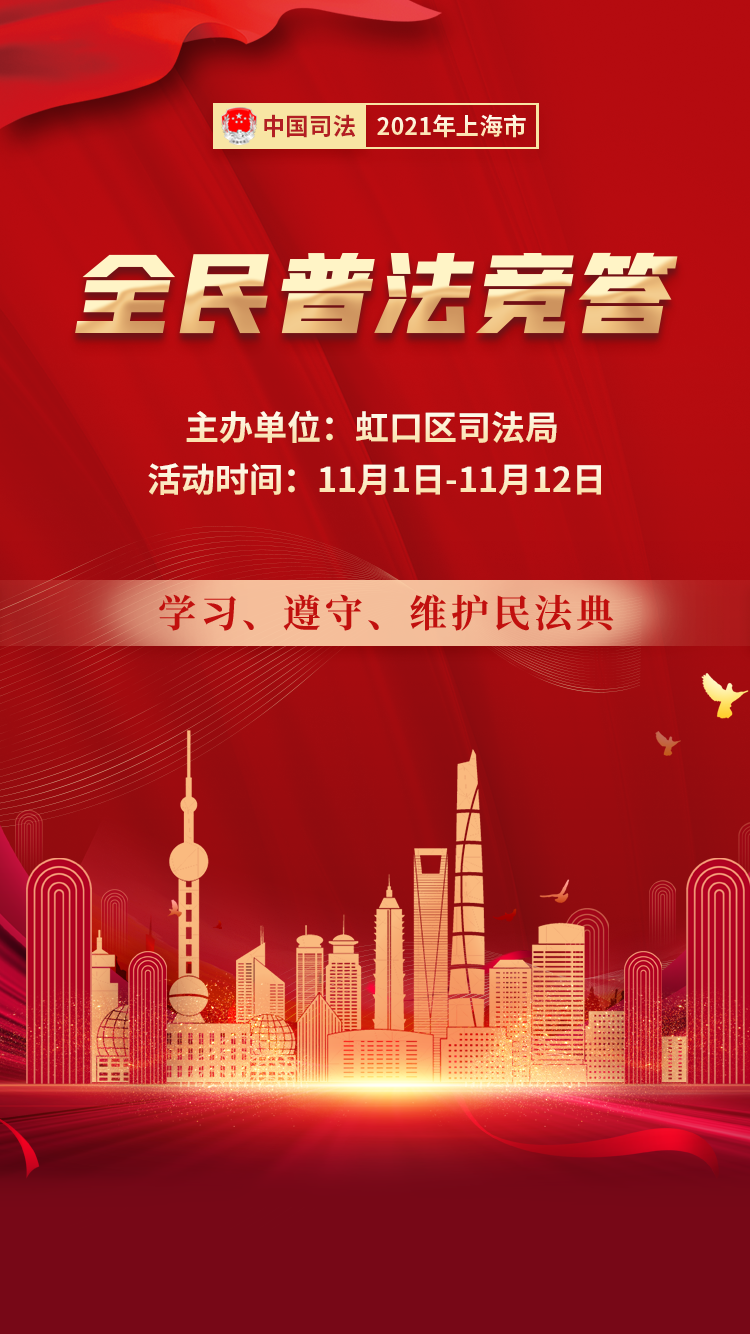 中国司法 2021年上海市
全民普法竞答
主办单位：虹口区司法局
活动时间：11月1日-11月12日
学习、遵守、维护民法典